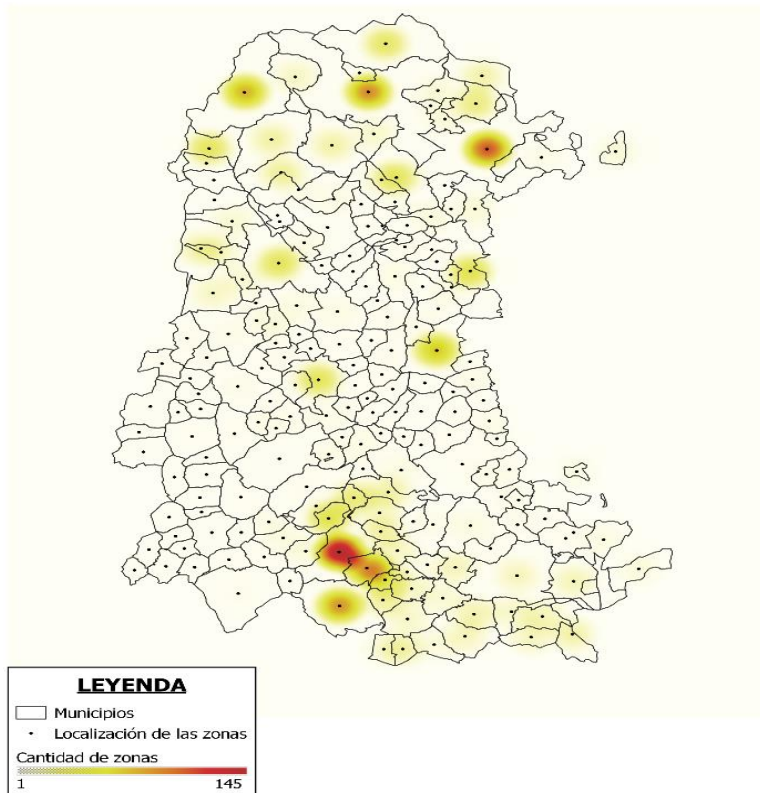 LEYENDA
Municipios
Localización de las zonas
Cantidad de zonas
1 145